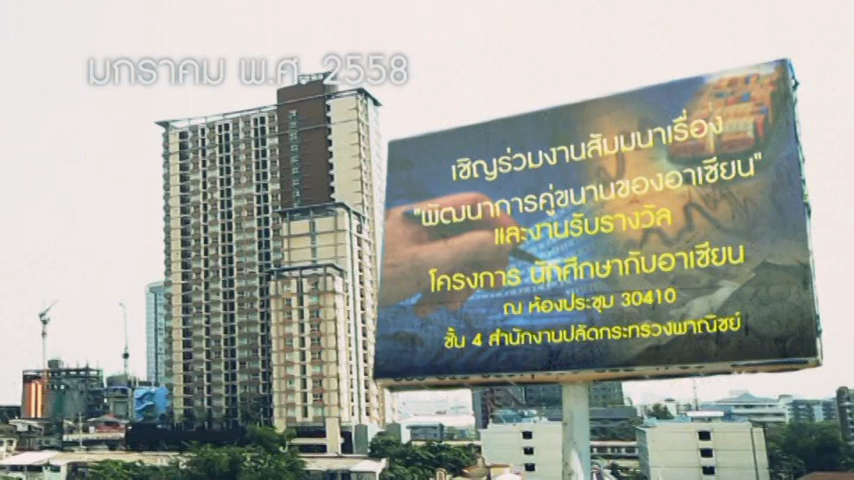 มกราคม พ.ศ. 2558
เชิญร่วมงานสัมมนาเรื่อง
"พัฒนาการคู่ขนานของอาเซียน"
และงานรับรางวัล
โครงการ นักศึกษากับอาเซียน
ณ ห้องประชุม 30410
ชั้น 4 สำนักงานปลัดกระทรวงพาณิชย์